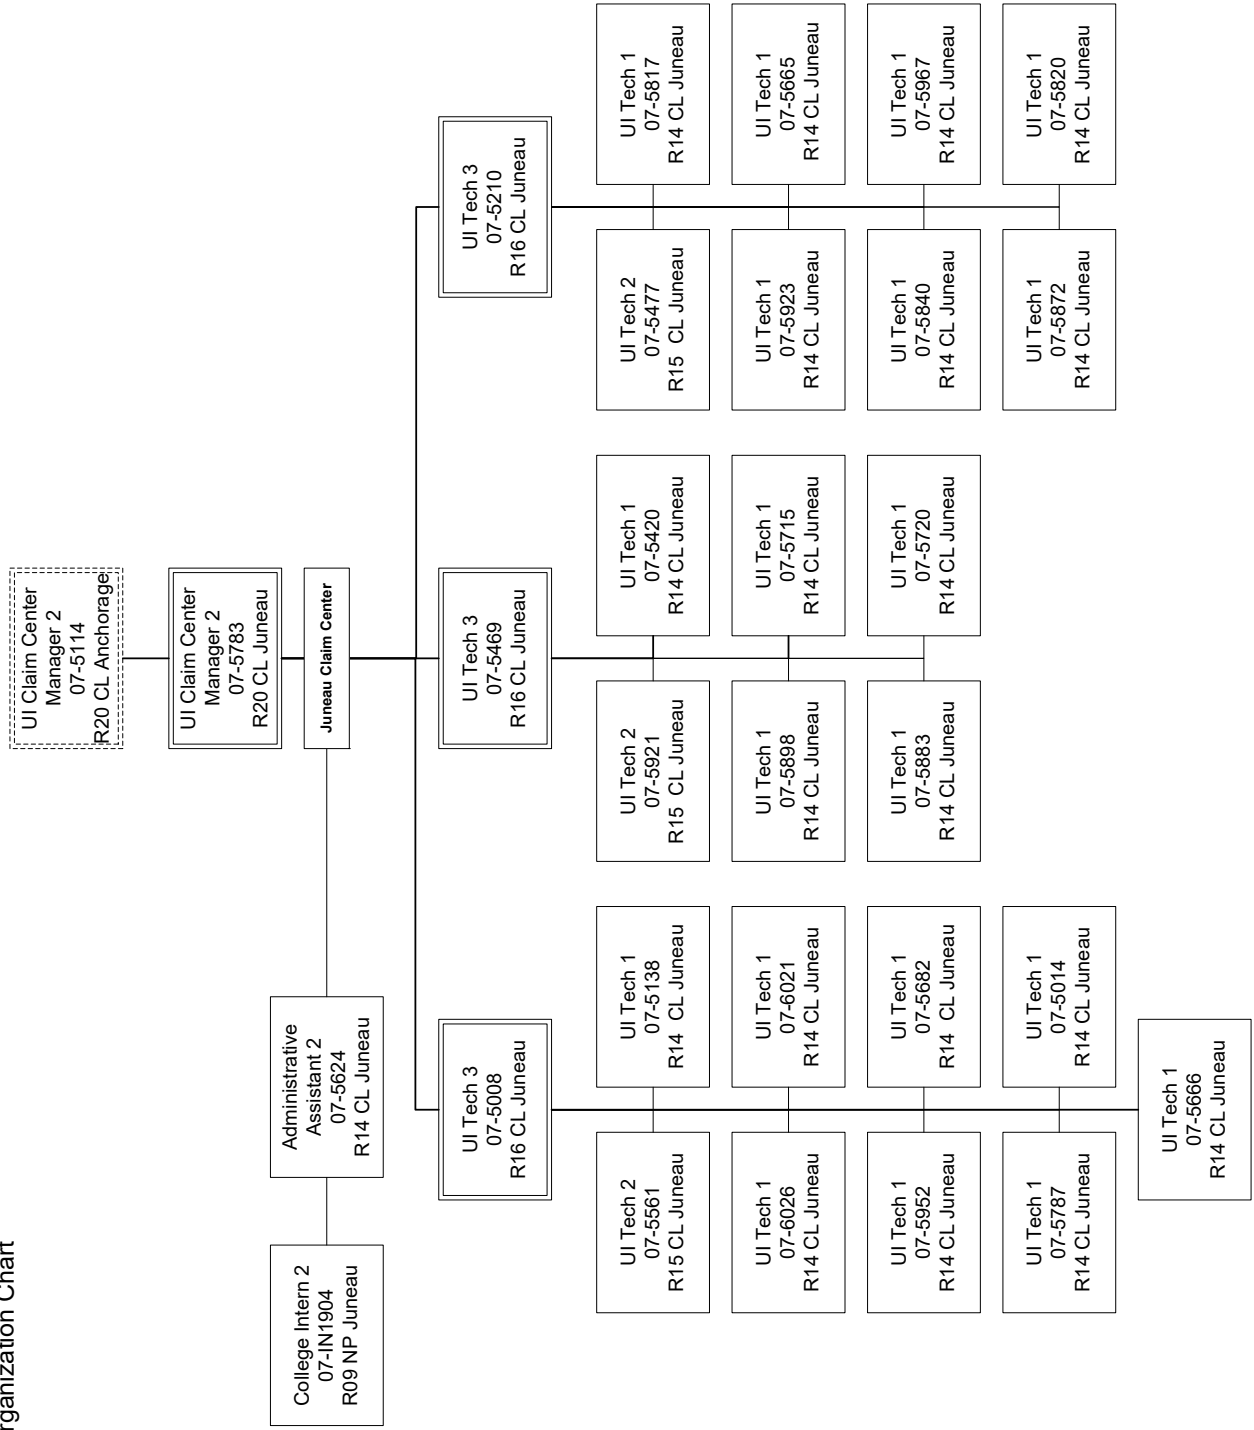 rganization Chart
UI Claim Center
Manager 2
07-5114
R20 CL Anchorage
UI Claim Center
Manager 2
07-5783
R20 CL Juneau
Juneau Claim Center
College Intern 2
07-IN1904
R09 NP Juneau
Administrative
Assistant 2
07-5624
R14 CL Juneau
UI Tech 3
07-5008
R16 CL Juneau
UI Tech 2
07-5561
R15 CL Juneau
UI Tech 1
07-5138
R14 CL Juneau
UI Tech 1
07-6026
R14 CL Juneau
UI Tech 1
07-6021
R14 CL Juneau
UI Tech 1
07-5952
R14 CL Juneau
UI Tech 1
07-5682
R14 CL Juneau
UI Tech 1
07-5787
R14 CL Juneau
UI Tech 1
07-5014
R14 CL Juneau
UI Tech 1
07-5666
R14 CL Juneau
UI Tech 3
07-5469
R16 CL Juneau
UI Tech 2
07-5921
R15 CL Juneau
UI Tech 1
07-5420
R14 CL Juneau
UI Tech 1
07-5898
R14 CL Juneau
UI Tech 1
07-5715
R14 CL Juneau
UI Tech 1
07-5883
R14 CL Juneau
UI Tech 1
07-5720
R14 CL Juneau
UI Tech 3
07-5210
R16 CL Juneau
UI Tech 2
07-5477
R15 CL Juneau
UI Tech 1
07-5817
R14 CL Juneau
UI Tech 1
07-5923
R14 CL Juneau
UI Tech 1
07-5665
R14 CL Juneau
UI Tech 1
07-5840
R14 CL Juneau
UI Tech 1
07-5967
R14 CL Juneau
UI Tech 1
07-5872
R14 CL Juneau
UI Tech 1
07-5820
R14 CL Juneau